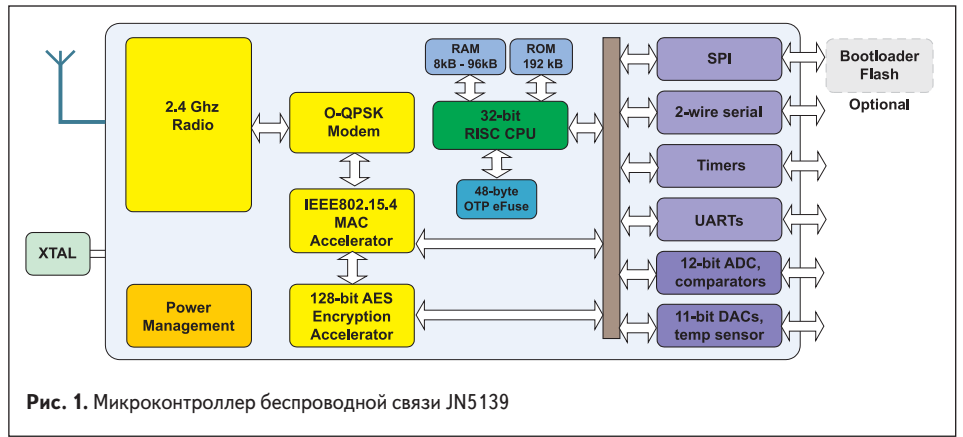 2.4 Ghz
Radio
O-QPSK
Modem
IEEE802.15.4
MAC
Accelerator
128-bit AES
Encryption
Accelerator
XTAL
Power
Management
RAM
8kB - 96kB
ROM
192 kB
32-bit
RISC CPU
48-byte
OTP eFuse
SPI
2-wire serial
Timers
UARTs
12-bit ADC,
comparators
11-bit DACs,
temp sensor
Bootloader
Flash
Optional
Рис. 1. Микроконтроллер беспроводной связи JN5139